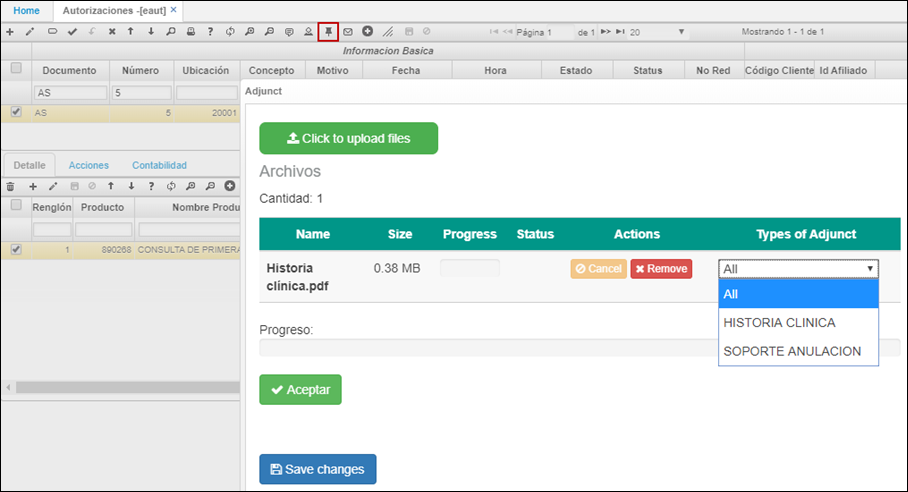 Home Autorizaciones -[eaut] ×
Página 1 de 1 20 Mostrando 1 - 1 de 1
Informacion Basica
Documento Número Ubicación Concepto Motivo Fecha Hora Estado Status No Red Código Cliente Id Afiliado
AS 5
AS 5 20001
Adjunct
Click to upload files
Archivos
Cantidad: 1
Detalle Acciones Contabilidad
Renglón Producto Nombre Produ
1 890268 CONSULTA DE PRIMERA
Name Size Progress Status Actions Types of Adjunct
Historia clínica.pdf 0.38 MB Cancel Remove All
All
HISTORIA CLINICA
SOPORTE ANULACION
Progreso:
Aceptar
Save changes